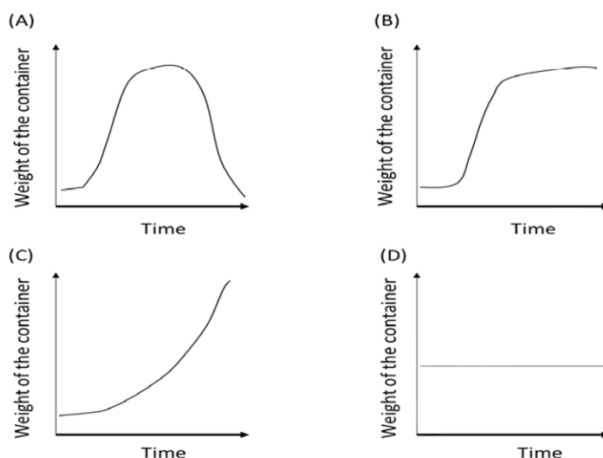 (A)
Weight of the container
Time
(B)
Weight of the container
Time
(C)
Weight of the container
Time
(D)
Weight of the container
Time